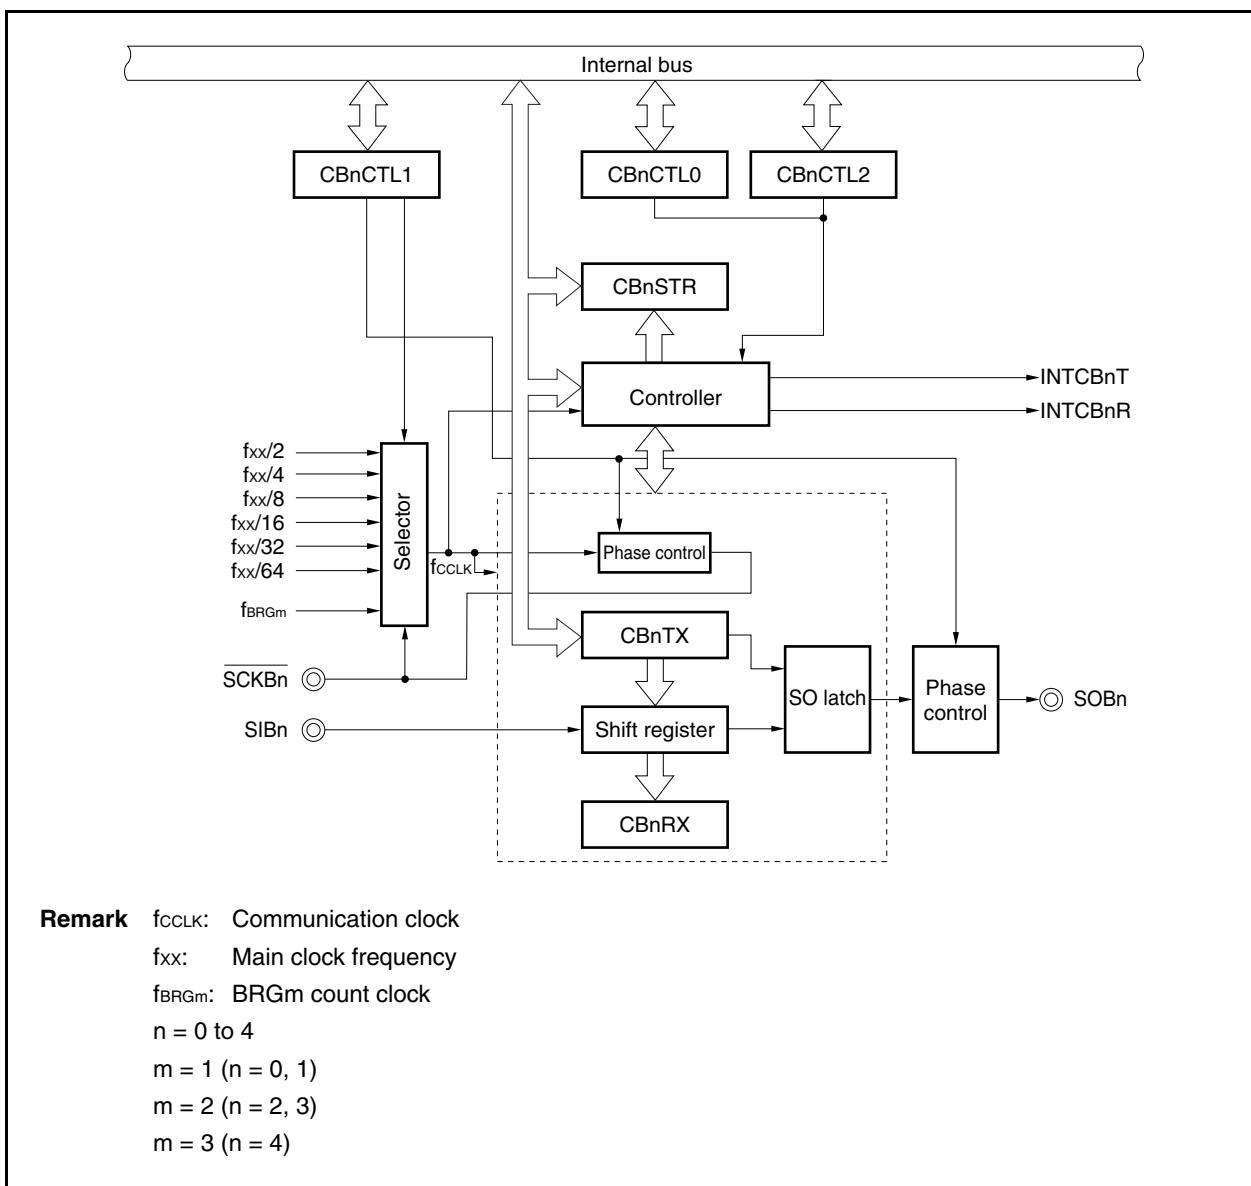 Internal bus
CBnCTL1
CBnCTL0
CBnCTL2
CBnSTR
Controller
INTCBnT
INTCBnR
fxx/2
fxx/4
fxx/8
fxx/16
fxx/32
fxx/64
fBRGm
Selector
fCCLK
Phase control
SCKBn
SIBn
CBnTX
Shift register
CBnRX
SO latch
Phase
control
SOBn
Remark fCCLK: Communication clock
fxx: Main clock frequency
fBRGm: BRGm count clock
n = 0 to 4
m = 1 (n = 0, 1)
m = 2 (n = 2, 3)
m = 3 (n = 4)